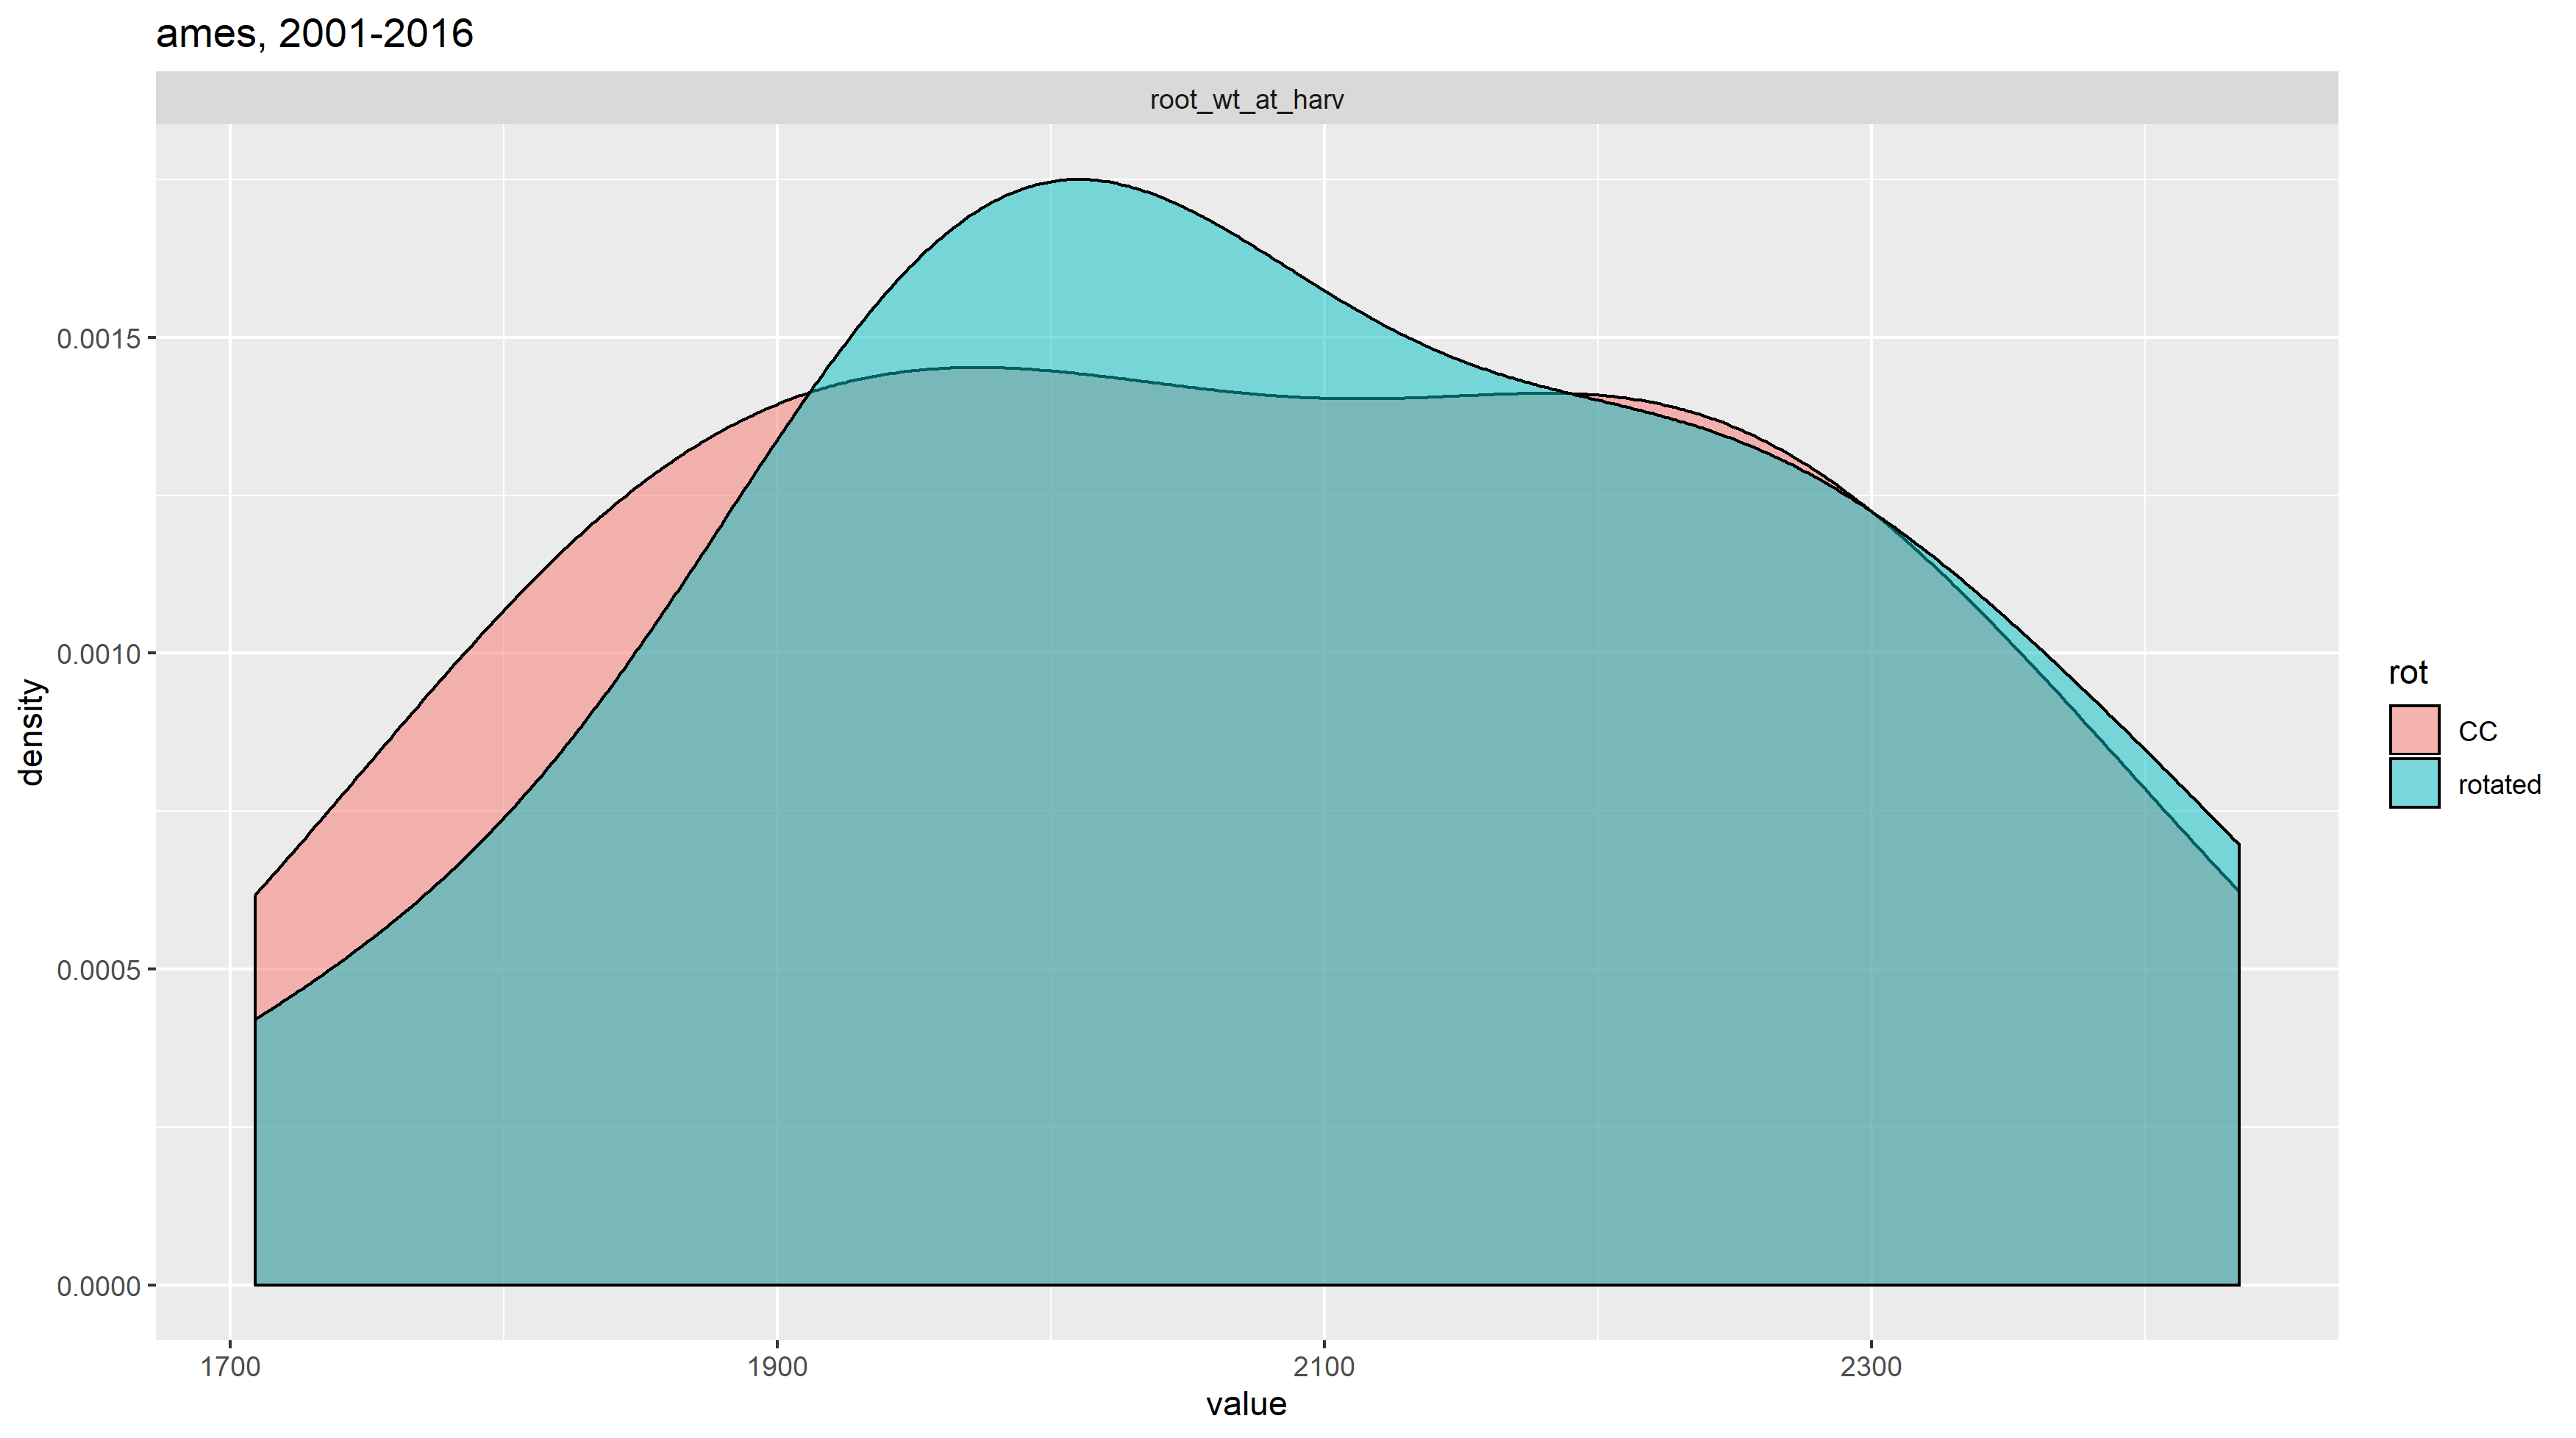 ames, 2001-2016
root_wt_at_harv
0.0015
0.0010
0.0005
0.0000
density
1700 1900 2100 2300
value
rot
CC
rotated